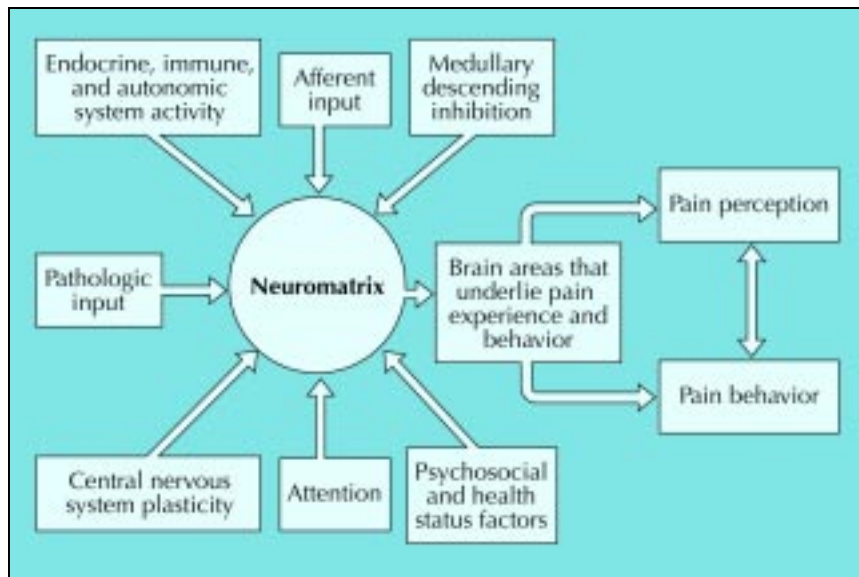 Endocrine, immune,
and autonomic
system activity
Afferent
input
Medullary
descending
inhibition
Pain perception
Pathologic
input
Neuromatrix
Brain areas that
underlie pain
experience and
behavior
Pain behavior
Central nervous
system plasticity
Attention
Psychosocial
and health
status factors